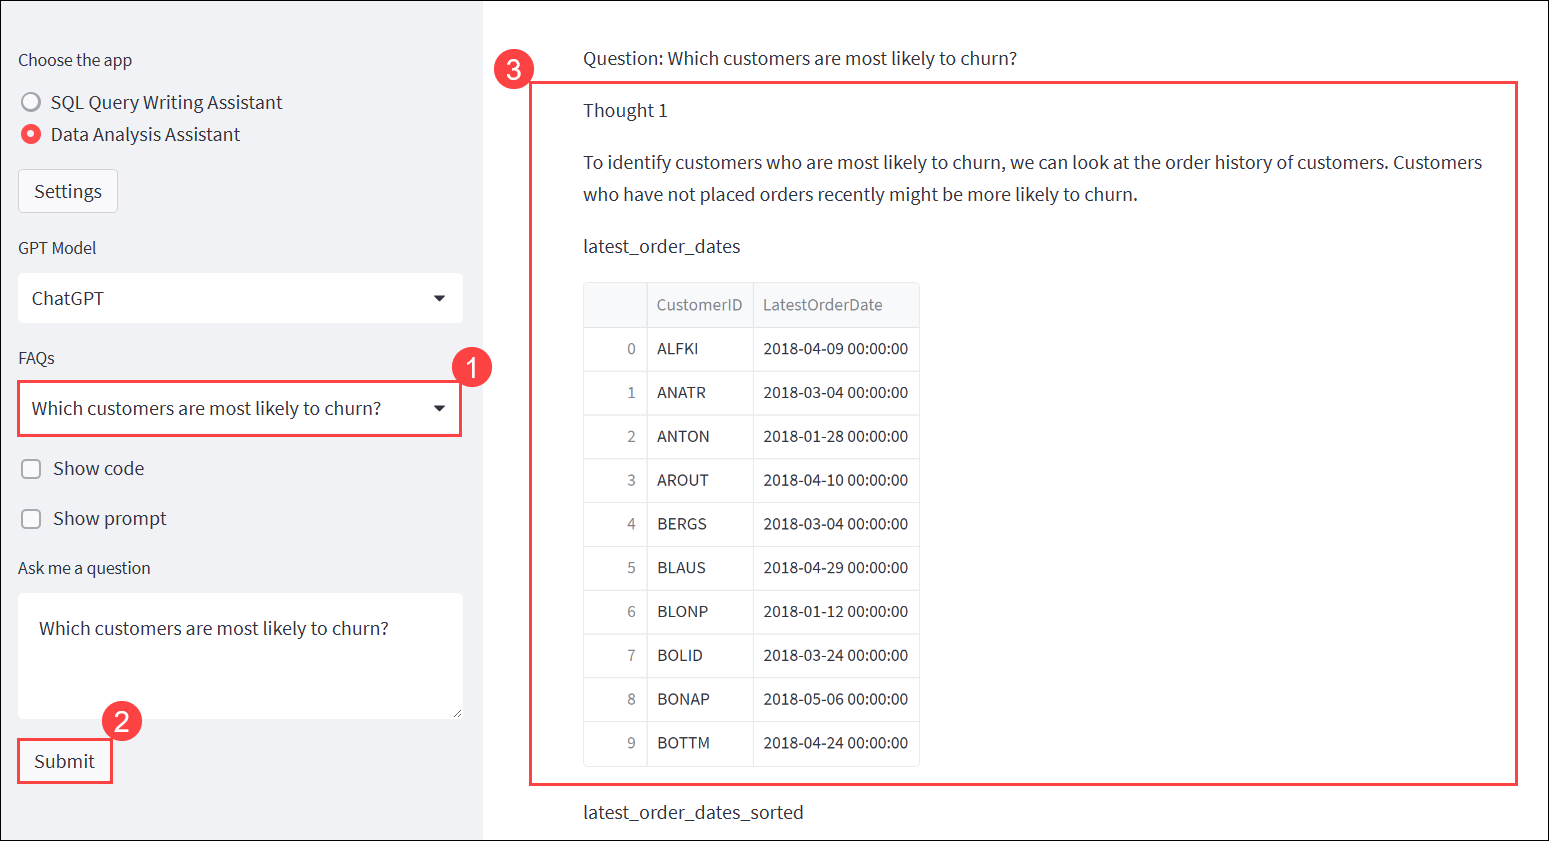 Choose the app
SQL Query Writing Assistant
Data Analysis Assistant
Settings
GPT Model
ChatGPT
FAQs
1
Which customers are most likely to churn?
Show code
Show prompt
Ask me a question
Which customers are most likely to churn?
2
Submit
3
Question: Which customers are most likely to churn?
Thought 1
To identify customers who are most likely to churn, we can look at the order history of customers. Customers
who have not placed orders recently might be more likely to churn.
latest_order_dates
CustomerID LatestOrderDate
0 ALFKI 2018-04-09 00:00:00
1 ANATR 2018-03-04 00:00:00
2 ANTON 2018-01-28 00:00:00
3 AROUT 2018-04-10 00:00:00
4 BERGS 2018-03-04 00:00:00
5 BLAUS 2018-04-29 00:00:00
6 BLONP 2018-01-12 00:00:00
7 BOLID 2018-03-24 00:00:00
8 BONAP 2018-05-06 00:00:00
9 BOTTM 2018-04-24 00:00:00
latest_order_dates_sorted